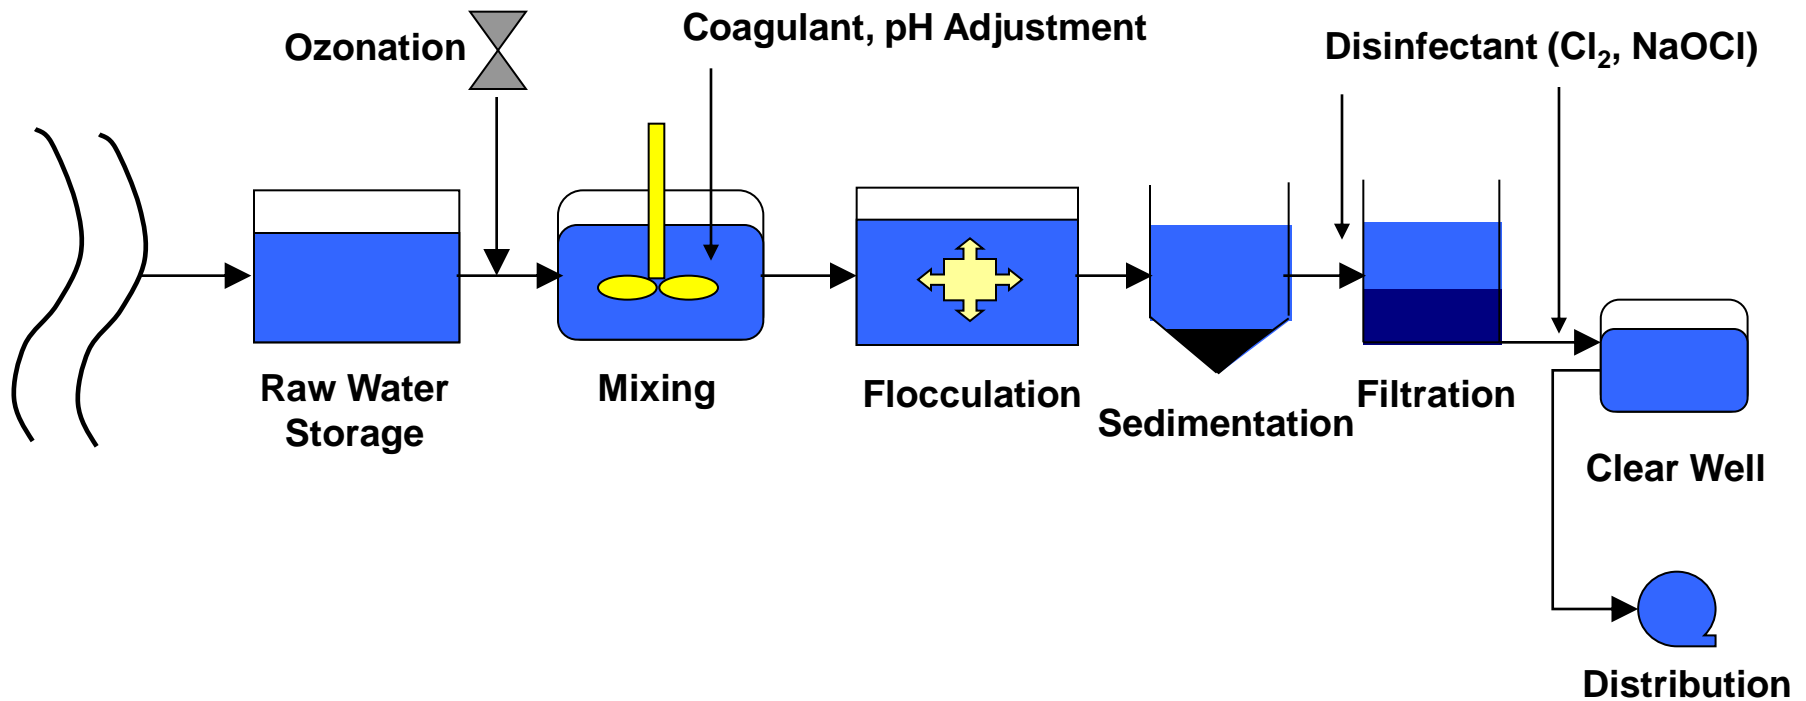 Ozonation
Coagulant, pH Adjustment
Disinfectant (Cl₂, NaOCl)
Raw Water
Storage
Mixing
Flocculation
Sedimentation
Filtration
Clear Well
Distribution